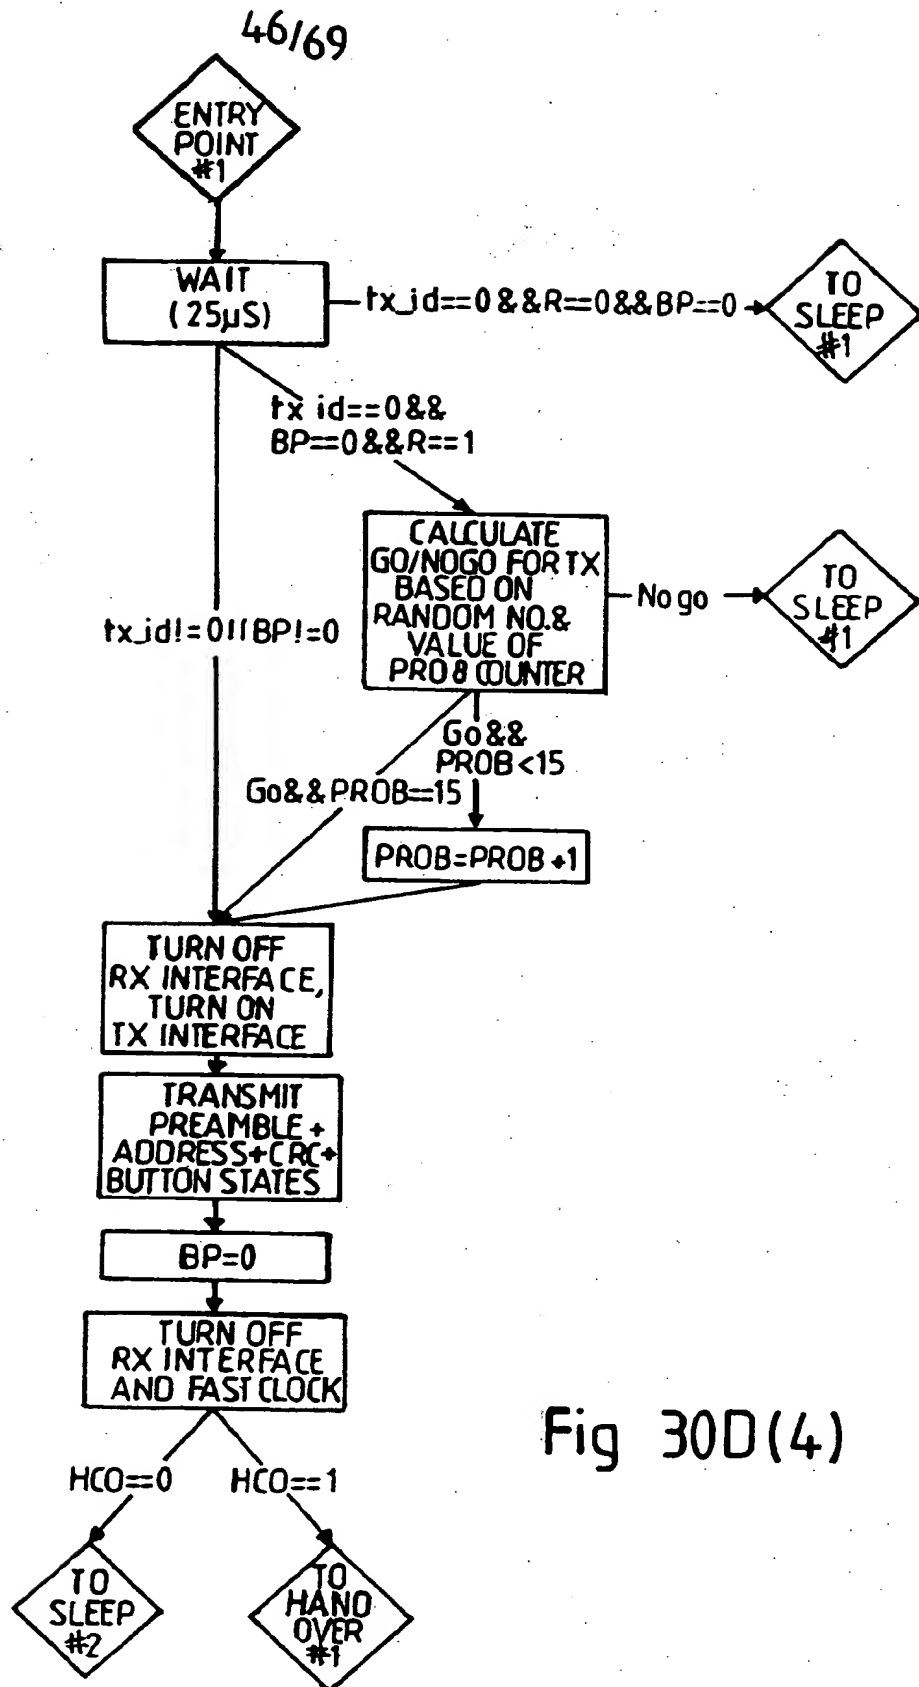 46/69
ENTRY
POINT
#1
WAIT
(25µS)
tx_id==0&&R==0&&BP==0
TO
SLEEP
#1
tx id==0&&
BP==0&&R==1
CALCULATE
GO/NOGO FOR TX
BASED ON
RANDOM NO.&
VALUE OF
PRO8 COUNTER
No go
TO
SLEEP
#1
tx_id!=0!!BP!=0
Go&&
PROB<15
Go&&PROB==15
PROB=PROB+1
TURN OFF
RX INTERFACE,
TURN ON
TX INTERFACE
TRANSMIT
PREAMBLE+
ADDRESS+CRC+
BUTTON STATES
BP=0
TURN OFF
RX INTERFACE
AND FAST CLOCK
HCO==0
HCO==1
TO
SLEEP
#2
TO
HAND
OVER
#1
Fig 30D(4)